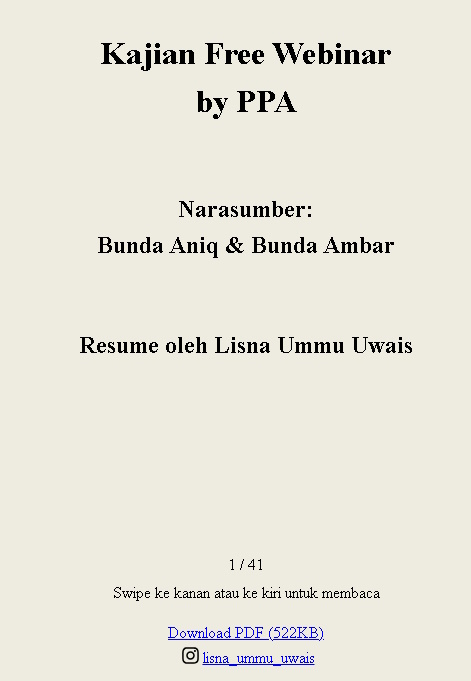 Kajian Free Webinar
by PPA
Narasumber:
Bunda Aniq & Bunda Ambar
Resume oleh Lisna Ummu Uwais
1 / 41
Swipe ke kanan atau ke kiri untuk membaca
Download PDF (522KB)
lisna_ummu_uwais